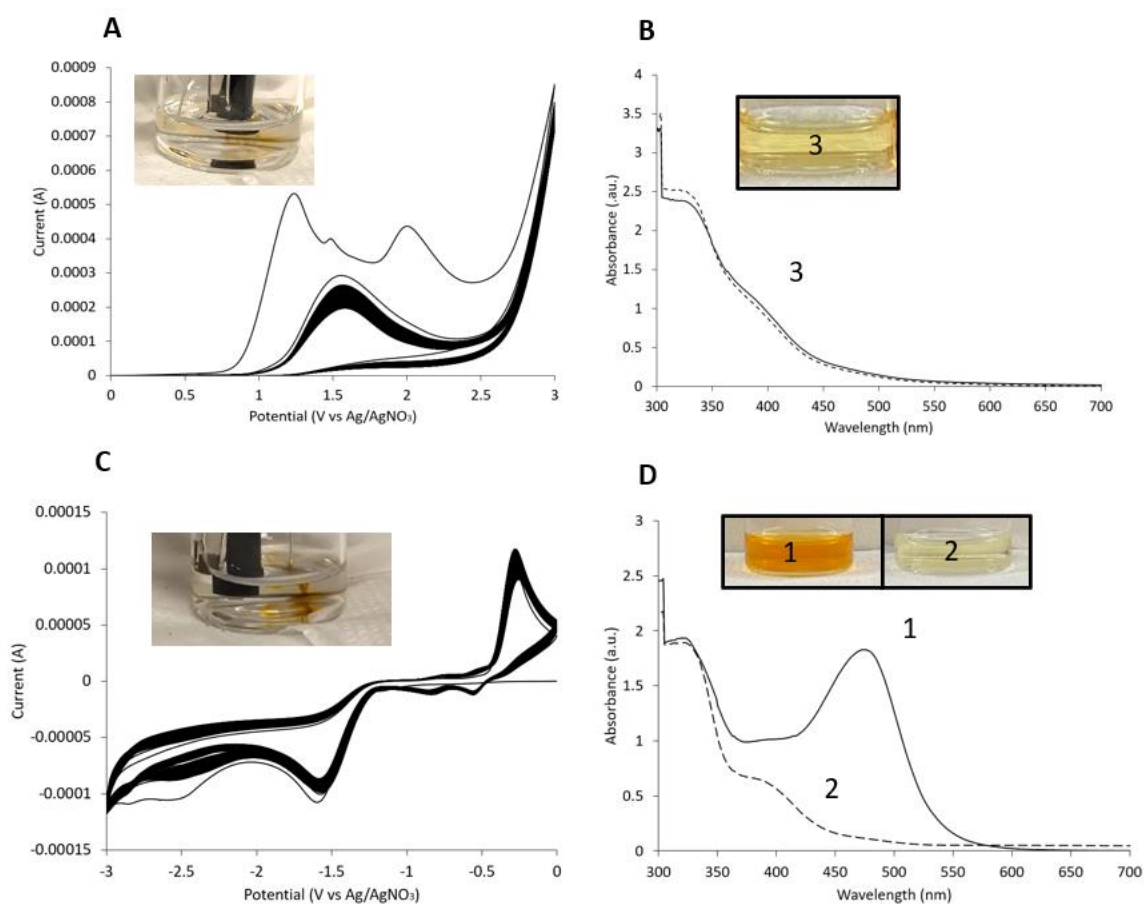 A
0.0009
0.0008
0.0007
0.0006
0.0005
0.0004
0.0003
0.0002
0.0001
0
Current (A)
0 0.5 1 1.5 2 2.5 3
Potential (V vs Ag/AgNO₃)
B
4
3.5
3
2.5
2
1.5
1
0.5
0
Absorbance (.au.)
3
3
300 350 400 450 500 550 600 650 700
Wavelength (nm)
C
0.00015
0.0001
0.00005
0
-0.00005
-0.0001
-0.00015
Current (A)
-3 -2.5 -2 -1.5 -1 -0.5 0
Potential (V vs Ag/AgNO₃)
D
3
2.5
2
1.5
1
0.5
0
Absorbance (a.u.)
1 2
1
2
300 350 400 450 500 550 600 650 700
Wavelength (nm)